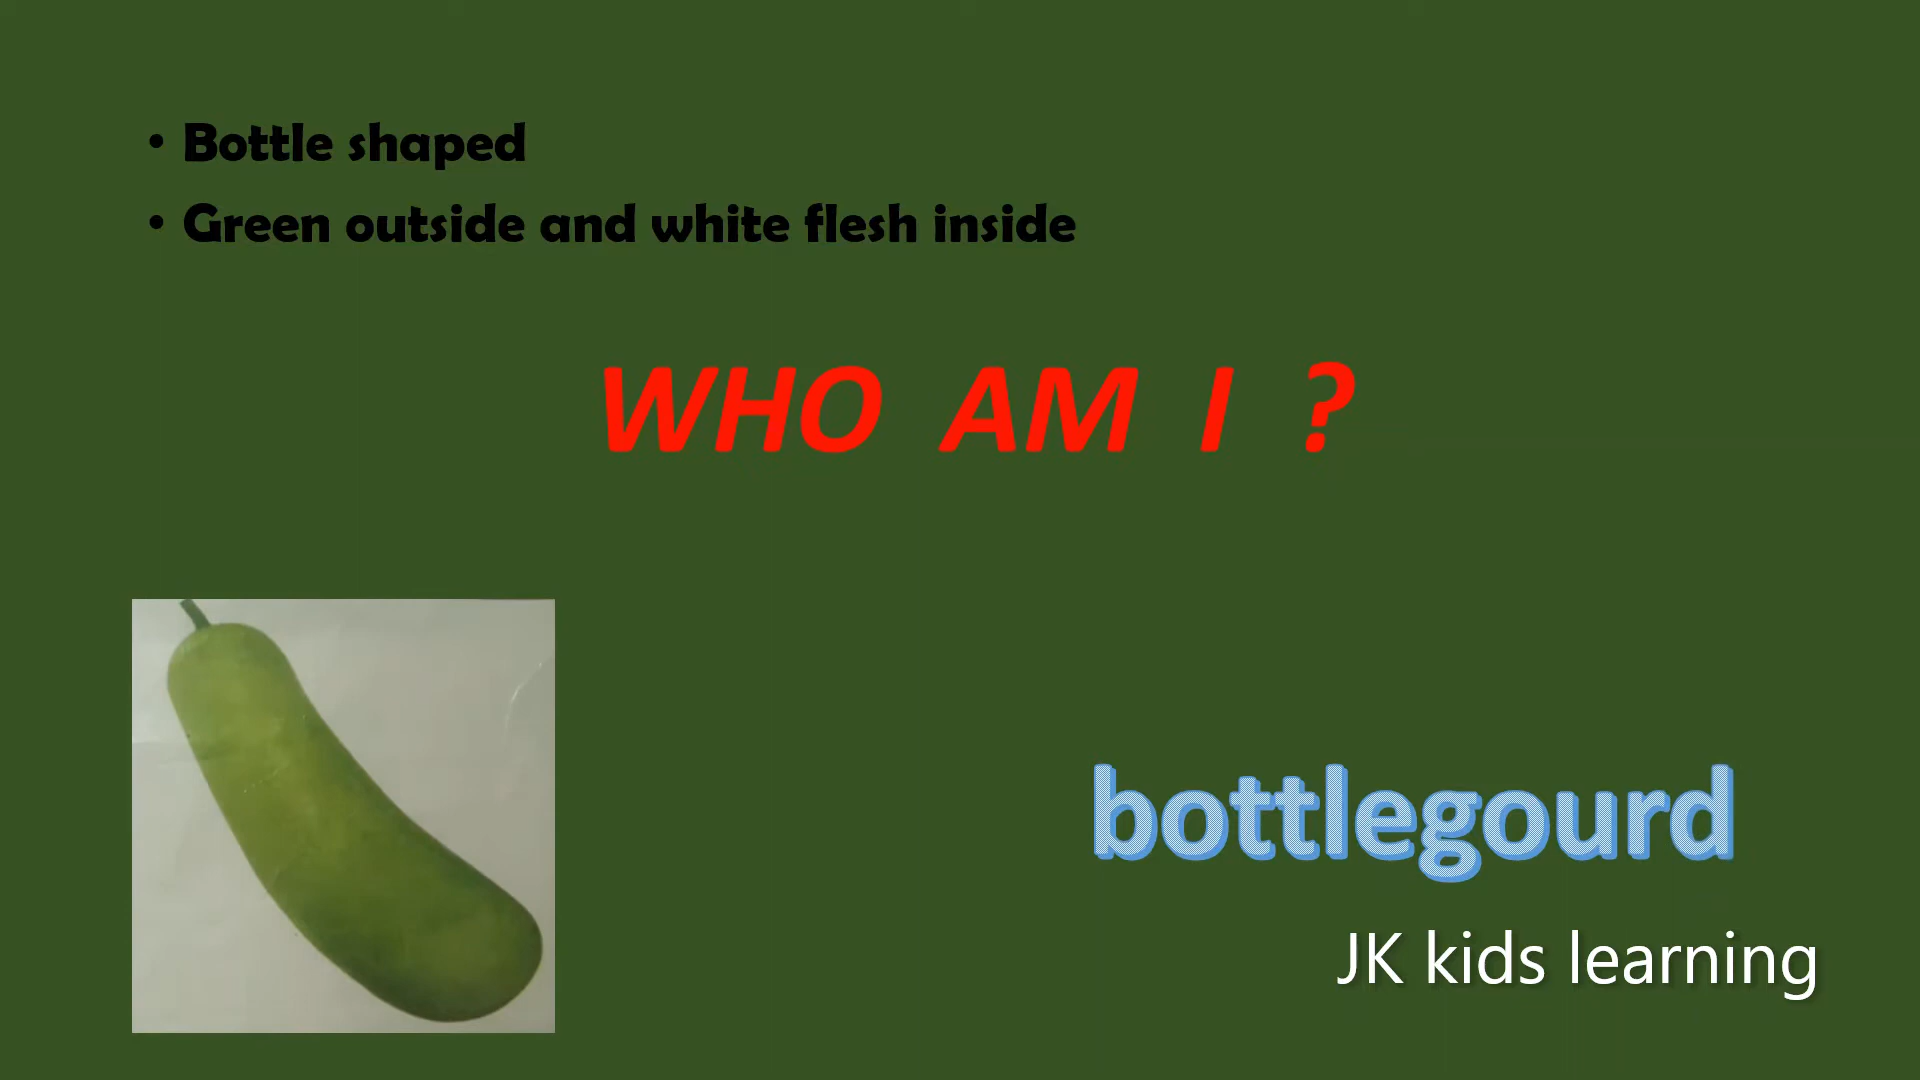 • Bottle shaped
• Green outside and white flesh inside
WHO AM I ?
bottlegourd
JK kids learning